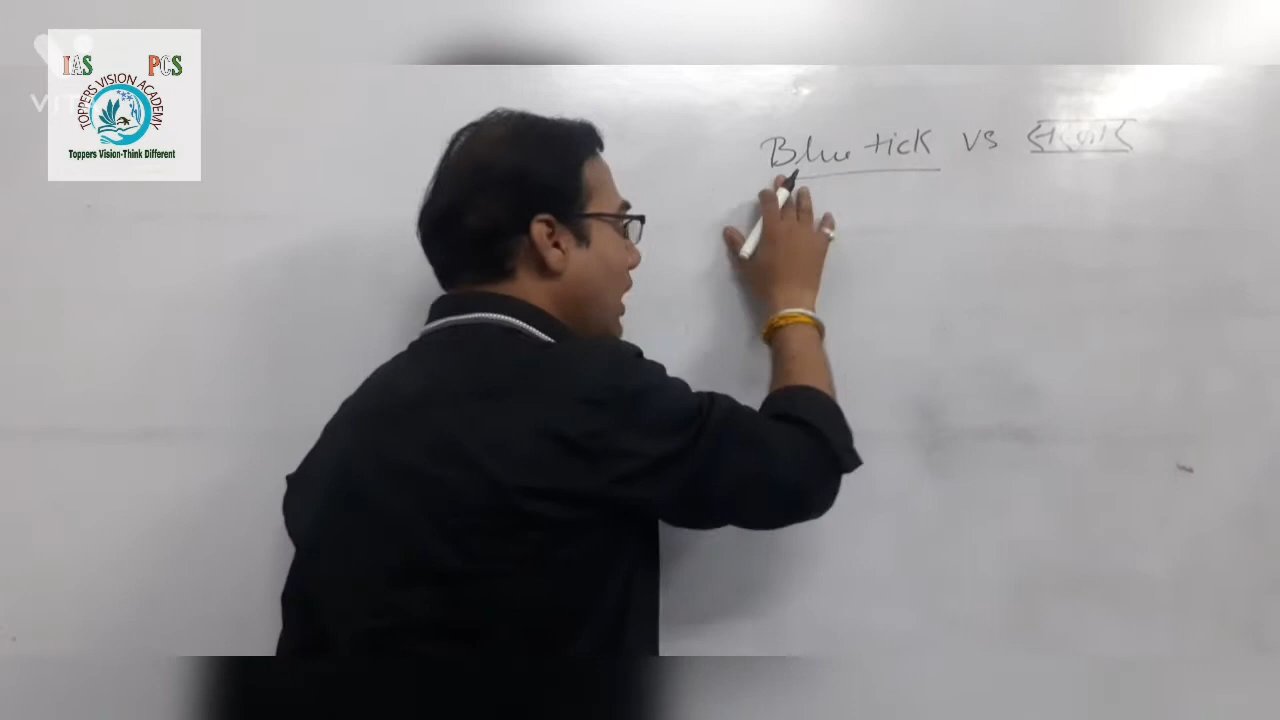 IAS PCS
TOPPERS VISION ACADEMY
Toppers Vision-Think Different
Blue tick vs सरकार